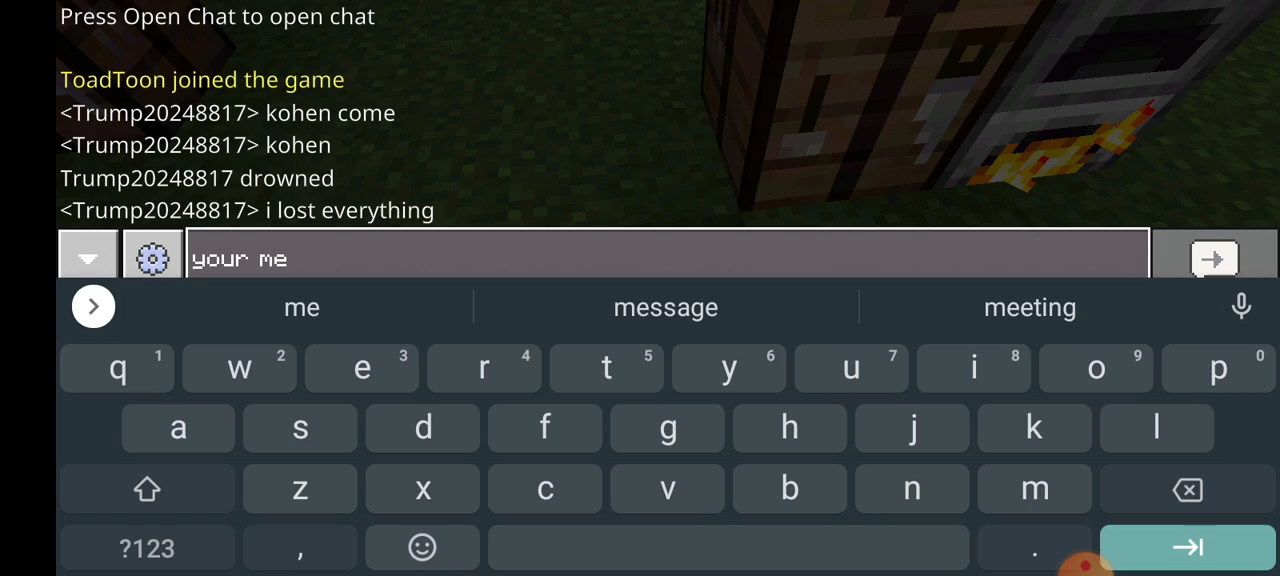 Press Open Chat to open chat
ToadToon joined the game
<Trump20248817> kohen come
<Trump20248817> kohen
Trump20248817 drowned
<Trump20248817> i lost everything
your me
me message meeting
q 1 w 2 e 3 r 4 t 5 y 6 u 7 i 8 o 9 p 0
a s d f g h j k l
z x c v b n m
?123 , .